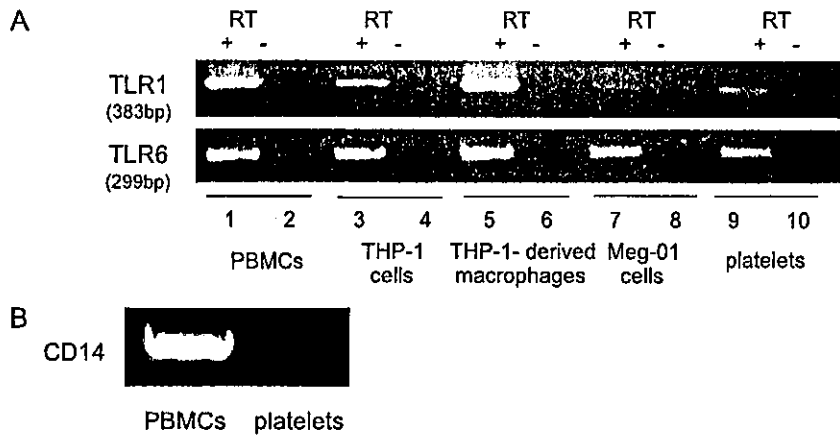 A
RT RT RT RT RT
+ - + - + - + - + -
TLR1
(383bp)
TLR6
(299bp)
1 2 3 4 5 6 7 8 9 10
PBMCs THP-1 cells THP-1- derived macrophages Meg-01 cells platelets
B
CD14
PBMCs platelets